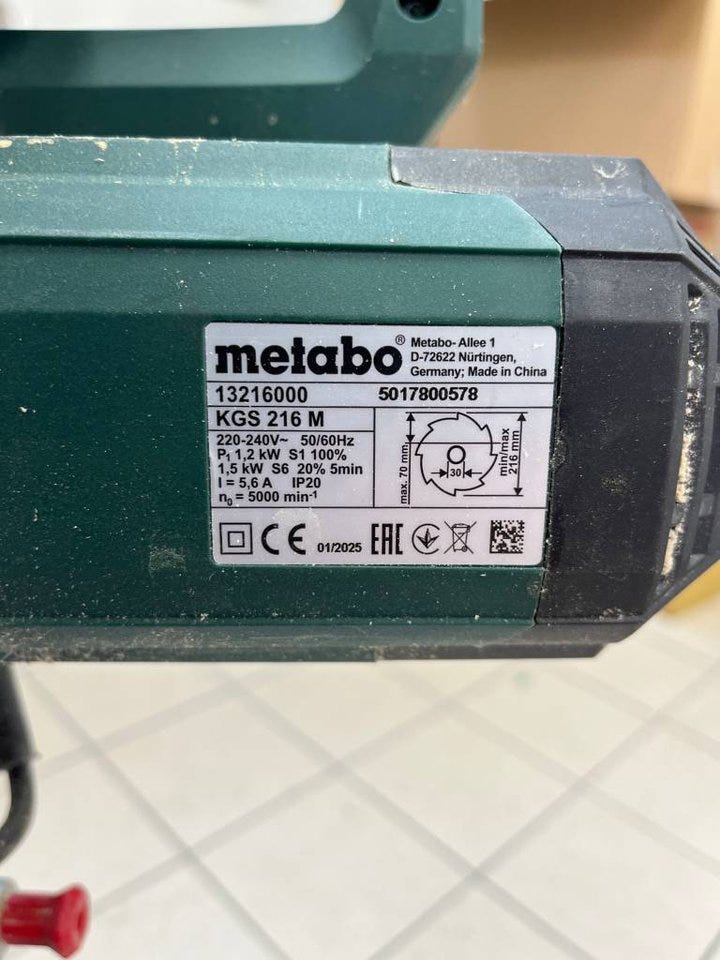 metabo® Metabo- Allee 1
D-72622 Nürtingen,
Germany; Made in China
13216000 5017800578
KGS 216 M
220-240V~ 50/60Hz
P₁ 1,2 kW S1 100%
1,5 kW S6 20% 5min
I = 5,6 A IP20
n₀ = 5000 min⁻¹
max. 70 mm
30
min/max
216 mm
CE 01/2025 EAC